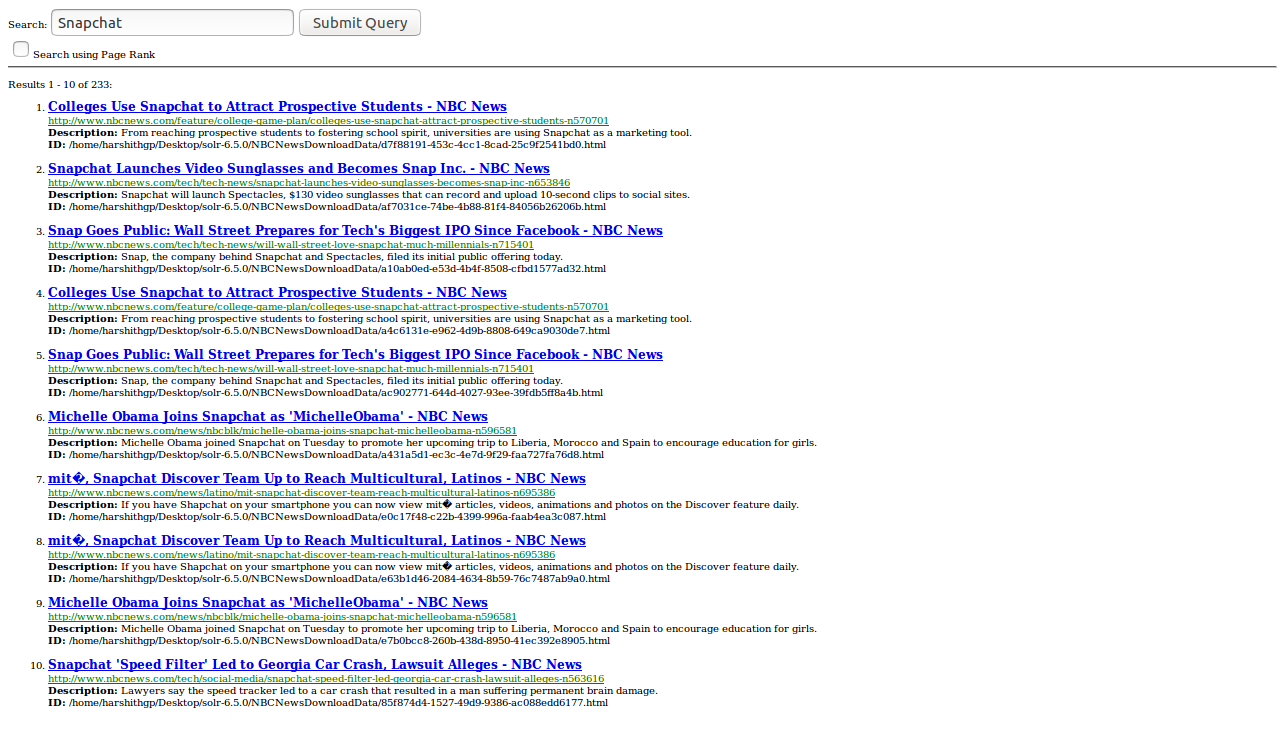 Search: Snapchat Submit Query
Search using Page Rank
Results 1 - 10 of 233:
1. Colleges Use Snapchat to Attract Prospective Students - NBC News
http://www.nbcnews.com/feature/college-game-plan/colleges-use-snapchat-attract-prospective-students-n570701
Description: From reaching prospective students to fostering school spirit, universities are using Snapchat as a marketing tool.
ID: /home/harshithgp/Desktop/solr-6.5.0/NBCNewsDownloadData/d7f88191-453c-4cc1-8cad-25c9f2541bd0.html
2. Snapchat Launches Video Sunglasses and Becomes Snap Inc. - NBC News
http://www.nbcnews.com/tech/tech-news/snapchat-launches-video-sunglasses-becomes-snap-inc-n653846
Description: Snapchat will launch Spectacles, $130 video sunglasses that can record and upload 10-second clips to social sites.
ID: /home/harshithgp/Desktop/solr-6.5.0/NBCNewsDownloadData/af7031ce-74be-4b88-81f4-84056b26206b.html
3. Snap Goes Public: Wall Street Prepares for Tech's Biggest IPO Since Facebook - NBC News
http://www.nbcnews.com/tech/tech-news/will-wall-street-love-snapchat-much-millennials-n715401
Description: Snap, the company behind Snapchat and Spectacles, filed its initial public offering today.
ID: /home/harshithgp/Desktop/solr-6.5.0/NBCNewsDownloadData/a10ab0ed-e53d-4b4f-8508-cfbd1577ad32.html
4. Colleges Use Snapchat to Attract Prospective Students - NBC News
http://www.nbcnews.com/feature/college-game-plan/colleges-use-snapchat-attract-prospective-students-n570701
Description: From reaching prospective students to fostering school spirit, universities are using Snapchat as a marketing tool.
ID: /home/harshithgp/Desktop/solr-6.5.0/NBCNewsDownloadData/a4c6131e-e962-4d9b-8808-649ca9030de7.html
5. Snap Goes Public: Wall Street Prepares for Tech's Biggest IPO Since Facebook - NBC News
http://www.nbcnews.com/tech/tech-news/will-wall-street-love-snapchat-much-millennials-n715401
Description: Snap, the company behind Snapchat and Spectacles, filed its initial public offering today.
ID: /home/harshithgp/Desktop/solr-6.5.0/NBCNewsDownloadData/ac902771-644d-4027-93ee-39fdb5ff8a4b.html
6. Michelle Obama Joins Snapchat as 'MichelleObama' - NBC News
http://www.nbcnews.com/news/nbcblk/michelle-obama-joins-snapchat-michelleobama-n596581
Description: Michelle Obama joined Snapchat on Tuesday to promote her upcoming trip to Liberia, Morocco and Spain to encourage education for girls.
ID: /home/harshithgp/Desktop/solr-6.5.0/NBCNewsDownloadData/a431a5d1-ec3c-4e7d-9f29-faa727fa76d8.html
7. mit�, Snapchat Discover Team Up to Reach Multicultural, Latinos - NBC News
http://www.nbcnews.com/news/latino/mit-snapchat-discover-team-reach-multicultural-latinos-n695386
Description: If you have Shapchat on your smartphone you can now view mit� articles, videos, animations and photos on the Discover feature daily.
ID: /home/harshithgp/Desktop/solr-6.5.0/NBCNewsDownloadData/e0c17f48-c22b-4399-996a-faab4ea3c087.html
8. mit�, Snapchat Discover Team Up to Reach Multicultural, Latinos - NBC News
http://www.nbcnews.com/news/latino/mit-snapchat-discover-team-reach-multicultural-latinos-n695386
Description: If you have Shapchat on your smartphone you can now view mit� articles, videos, animations and photos on the Discover feature daily.
ID: /home/harshithgp/Desktop/solr-6.5.0/NBCNewsDownloadData/e63b1d46-2084-4634-8b59-76c7487ab9a0.html
9. Michelle Obama Joins Snapchat as 'MichelleObama' - NBC News
http://www.nbcnews.com/news/nbcblk/michelle-obama-joins-snapchat-michelleobama-n596581
Description: Michelle Obama joined Snapchat on Tuesday to promote her upcoming trip to Liberia, Morocco and Spain to encourage education for girls.
ID: /home/harshithgp/Desktop/solr-6.5.0/NBCNewsDownloadData/e7b0bcc8-260b-438d-8950-41ec392e8905.html
10. Snapchat 'Speed Filter' Led to Georgia Car Crash, Lawsuit Alleges - NBC News
http://www.nbcnews.com/tech/social-media/snapchat-speed-filter-led-georgia-car-crash-lawsuit-alleges-n563616
Description: Lawyers say the speed tracker led to a car crash that resulted in a man suffering permanent brain damage.
ID: /home/harshithgp/Desktop/solr-6.5.0/NBCNewsDownloadData/85f874d4-1527-49d9-9386-ac088edd6177.html